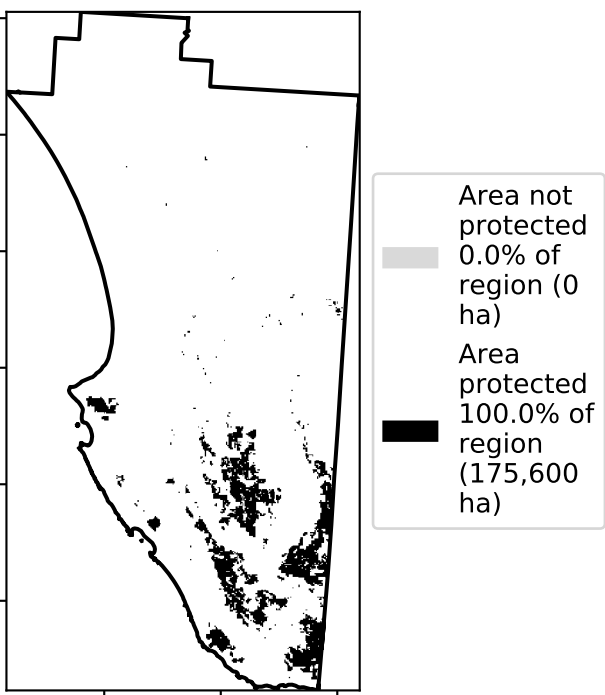 Area not
protected
0.0% of
region (0
ha)
Area
protected
100.0% of
region
(175,600
ha)